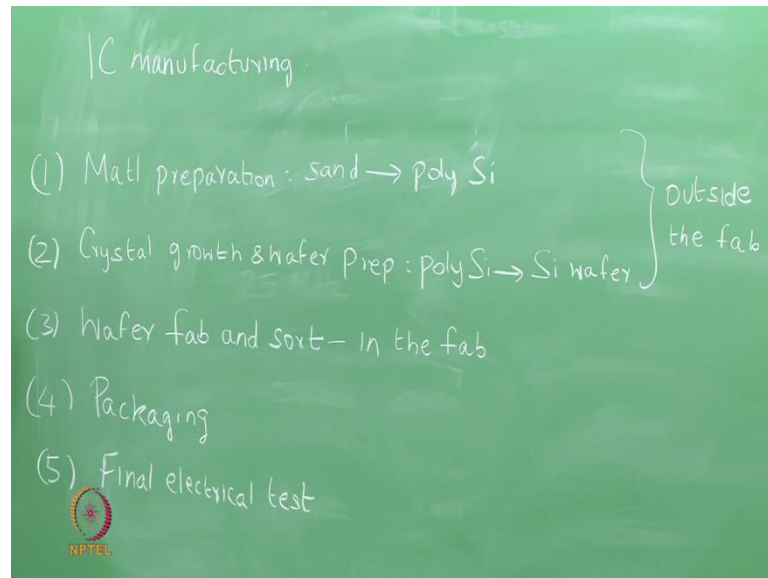 IC manufacturing
(1) Matl preparation : sand → poly Si
(2) Crystal growth & wafer prep : poly Si → Si wafer
outside
the fab
(3) Wafer fab and sort - in the fab
(4) Packaging
(5) Final electrical test
NPTEL